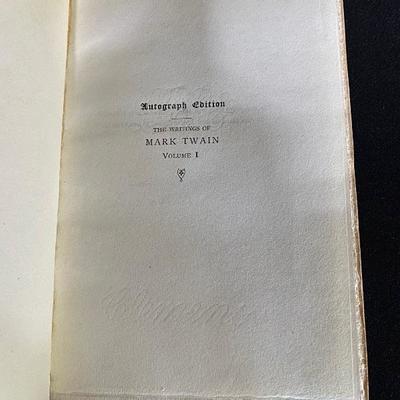 Autograph Edition
THE WRITINGS OF
MARK TWAIN
VOLUME I